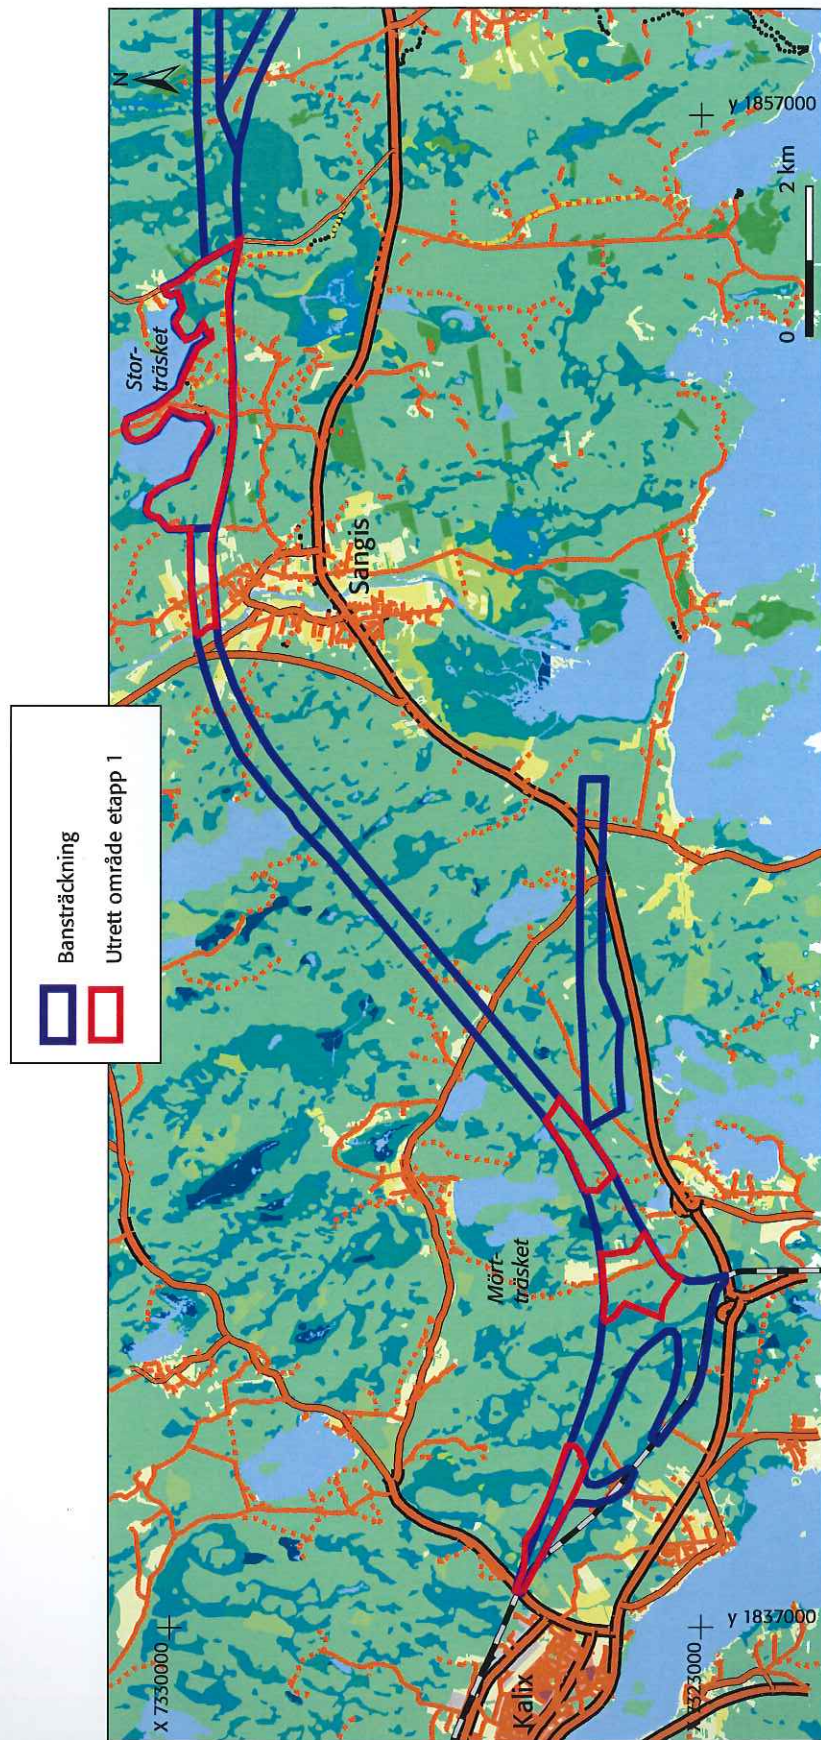 Bansträckning
Utrett område etapp 1
N
Stor-
träsket
Sangis
Mört-
träsket
Kalix
X 7330000
X 7323000
y 1837000
y 1857000
0
2 km